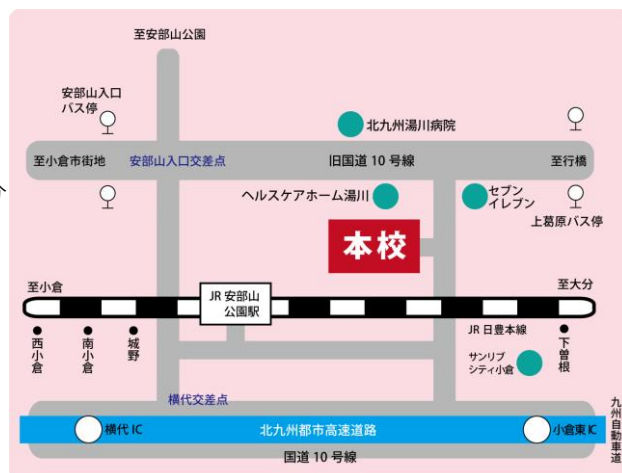 至安部山公園
安部山入口
バス停
北九州湯川病院
至小倉市街地
安部山入口交差点
旧国道10号線
至行橋
ヘルスケアホーム湯川
セブン
イレブン
上葛原バス停
本校
至小倉
JR安部山
公園駅
至大分
JR日豊本線
西小倉
南小倉
城野
下曽根
サンリブ
シティ小倉
横代交差点
横代IC
北九州都市高速道路
小倉東IC
九州自動車道
国道10号線